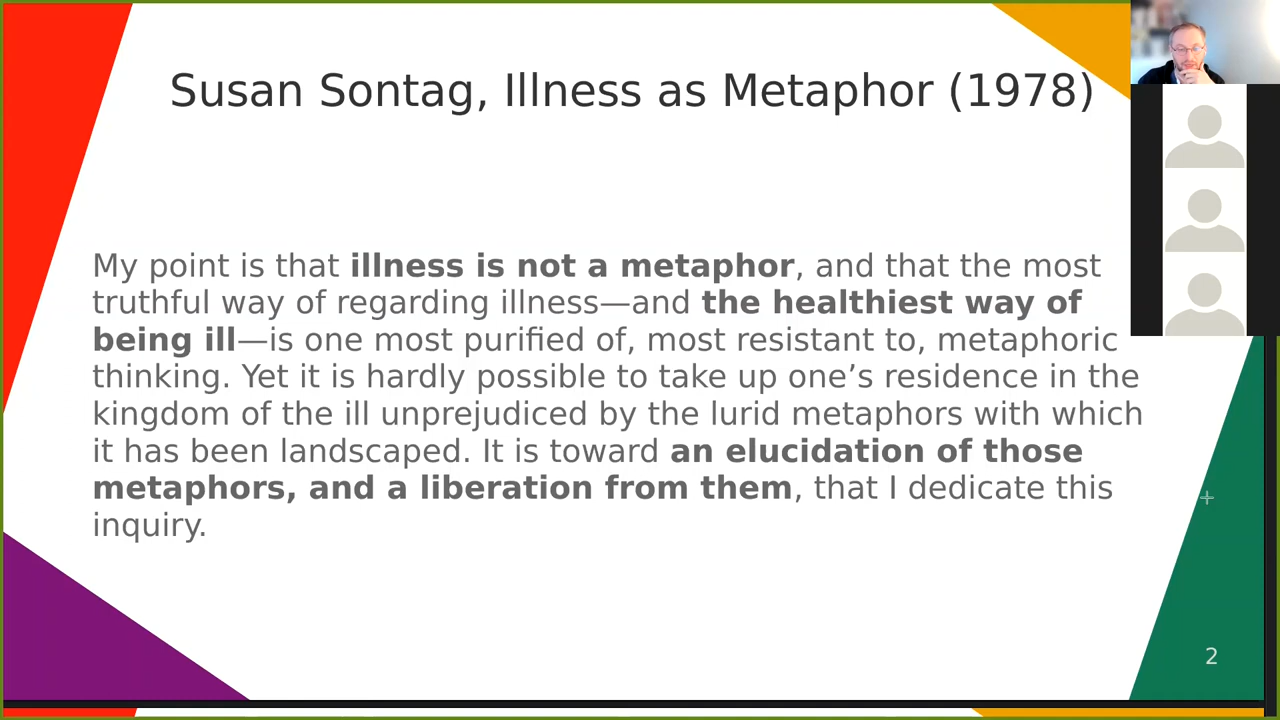 Susan Sontag, Illness as Metaphor (1978)
My point is that illness is not a metaphor, and that the most
truthful way of regarding illness—and the healthiest way of
being ill—is one most purified of, most resistant to, metaphoric
thinking. Yet it is hardly possible to take up one’s residence in the
kingdom of the ill unprejudiced by the lurid metaphors with which
it has been landscaped. It is toward an elucidation of those
metaphors, and a liberation from them, that I dedicate this
inquiry.
2